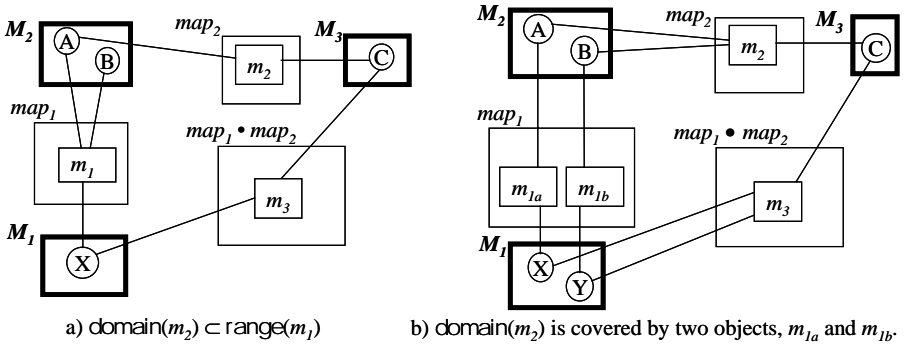 M2 A B map2 m2 M3 C
map1 m1
map1 • map2 m3
M1 X
a) domain(m2) ⊂ range(m1)
M2 A B map2 m2 M3 C
map1 m1a m1b
map1 • map2 m3
M1 X Y
b) domain(m2) is covered by two objects, m1a and m1b.